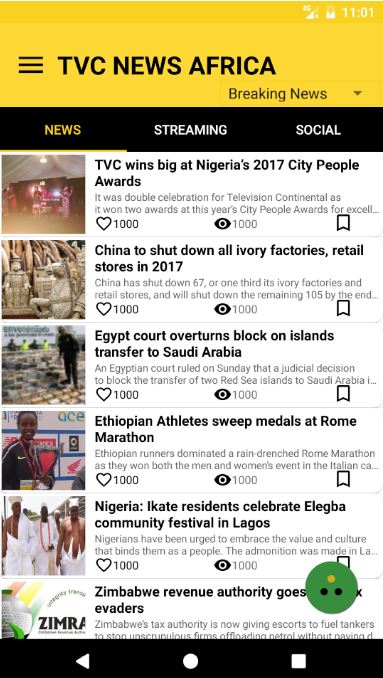 4G 11:01
TVC NEWS AFRICA
Breaking News
NEWS STREAMING SOCIAL
TVC wins big at Nigeria's 2017 City People
Awards
It was double celebration for Television Continental as
it won two awards at this year's City People Awards for excell...
1000 1000
China to shut down all ivory factories, retail
stores in 2017
China has shut down 67, or one third its ivory factories and
retail stores, and will shut down the remaining 105 by the end...
1000 1000
Egypt court overturns block on islands
transfer to Saudi Arabia
An Egyptian court ruled on Sunday that a judicial decision
to block the transfer of two Red Sea islands to Saudi Arabia i...
1000 1000
Ethiopian Athletes sweep medals at Rome
Marathon
Ethiopian runners dominated a rain-drenched Rome Marathon
as they won both the men and women's event in the Italian ca...
1000 1000
Nigeria: Ikate residents celebrate Elegba
community festival in Lagos
Nigerians have been urged to embrace the value and culture
that binds them as a people. The admonition was made in La...
1000 1000
Zimbabwe revenue authority goes
evaders
Zimbabwe's tax authority is now giving escorts to fuel tankers
to stop unscrupulous firms offloading petrol without paying d
integrity
ZIMRA
Zimbabwe Revenue